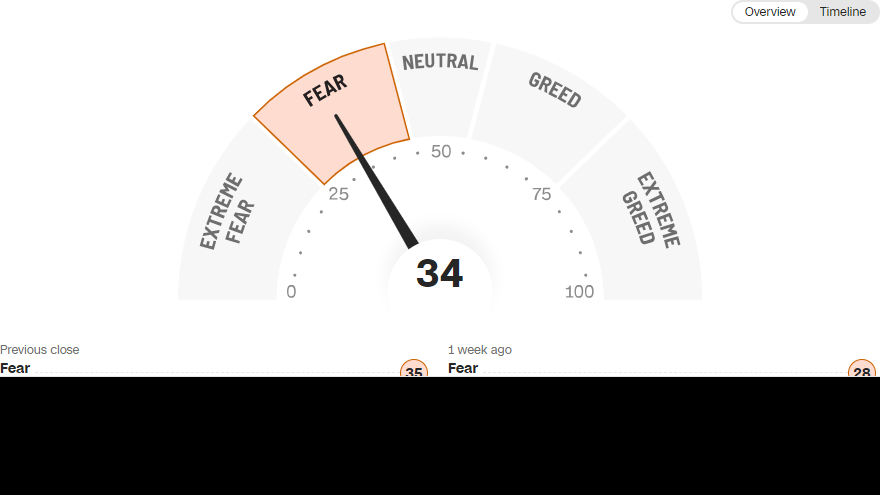 Overview
Timeline
NEUTRAL
FEAR
GREED
50
25
75
EXTREME
FEAR
EXTREME
GREED
34
0
100
Previous close
1 week ago
Fear
35
Fear
28